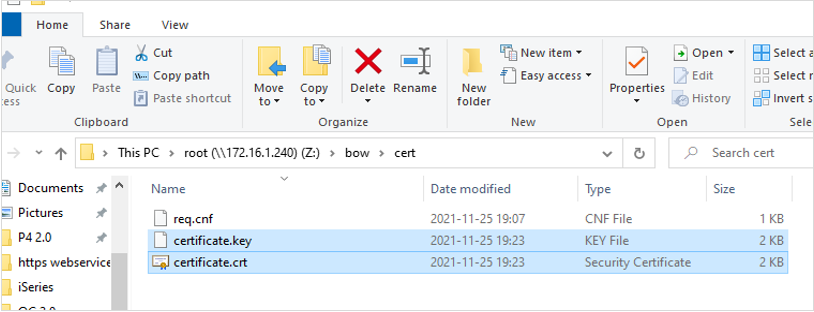 Home Share View
Quick
cess
Copy
Paste
Cut
Copy path
Paste shortcut
Clipboard
Move
to
Copy
to
Delete
Rename
Organize
New
folder
New item
Easy access
New
Properties
Open
Edit
History
Open
Select a
Select n
Invert s
Sele
This PC > root (\\172.16.1.240) (Z:) > bow > cert
Search cert
Documents
Pictures
P4 2.0
https webservice
iSeries
Name Date modified Type Size
req.cnf 2021-11-25 19:07 CNF File 1 KB
certificate.key 2021-11-25 19:23 KEY File 2 KB
certificate.crt 2021-11-25 19:23 Security Certificate 2 KB